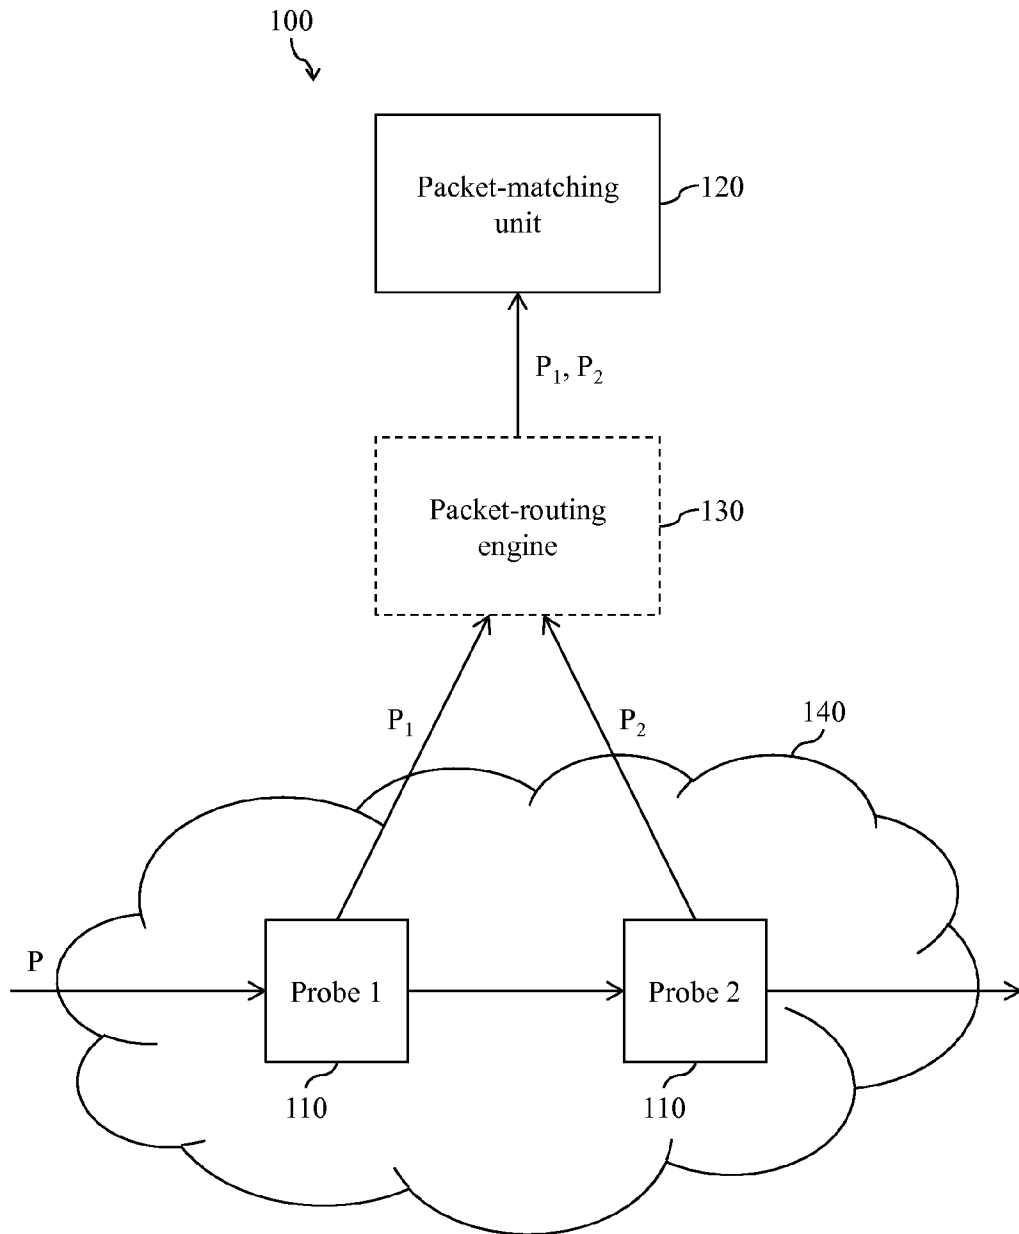 100
Packet-matching
unit
120
P₁, P₂
Packet-routing
engine
130
P₁
P₂
140
P
Probe 1
Probe 2
110
110